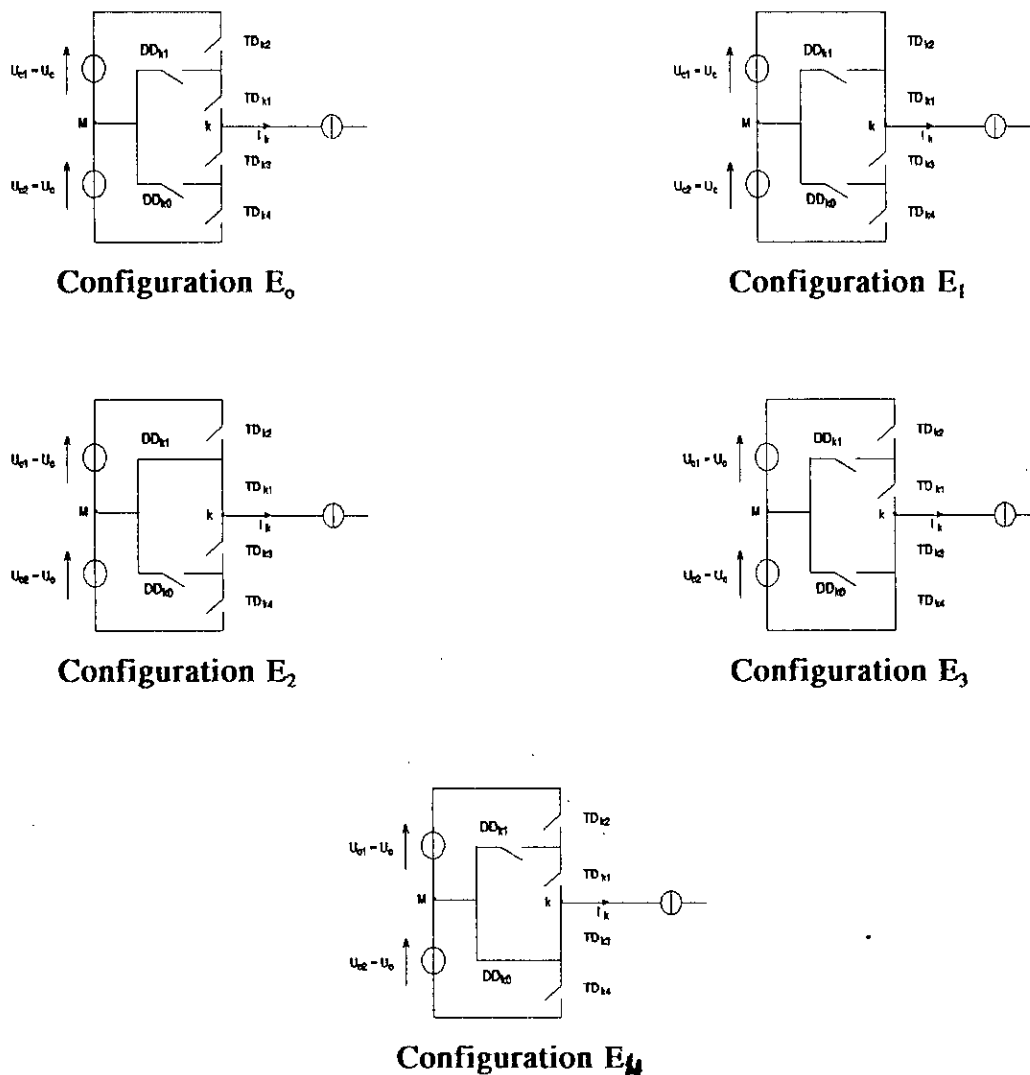 DDk1
TDk2
Uc1 = Uc
TDk1
M
k
Ik
TDk3
Uc2 = Uc
DDk0
TDk4
Configuration Eo
DDk1
TDk2
Uc1 = Uc
TDk1
M
k
Ik
TDk3
Uc2 = Uc
DDk0
TDk4
Configuration E1
DDk1
TDk2
Uc1 = Uc
TDk1
M
k
Ik
TDk3
Uc2 = Uc
DDk0
TDk4
Configuration E2
DDk1
TDk2
Uc1 = Uc
TDk1
M
k
Ik
TDk3
Uc2 = Uc
DDk0
TDk4
Configuration E3
DDk1
TDk2
Uc1 = Uc
TDk1
M
k
Ik
TDk3
Uc2 = Uc
DDk0
TDk4
Configuration